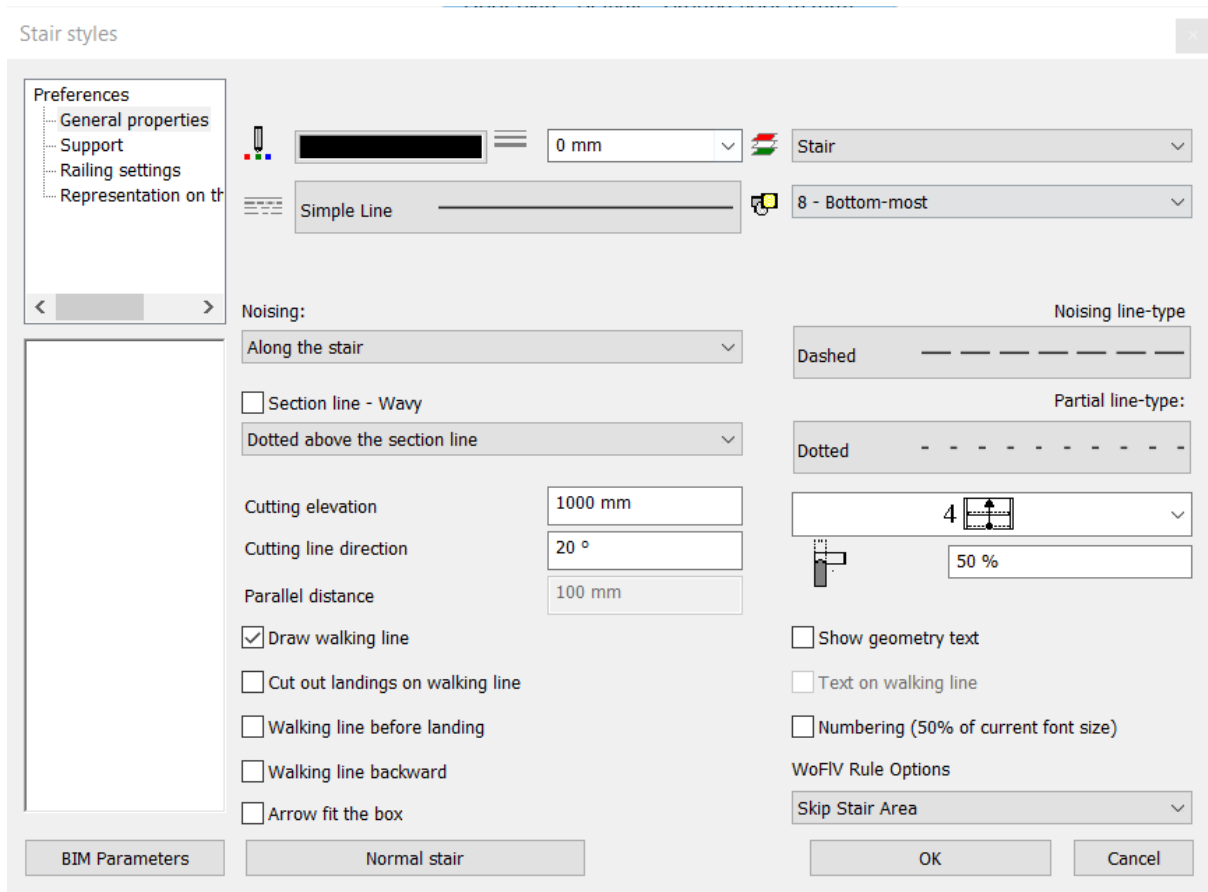 Stair styles
Preferences
General properties
Support
Railing settings
Representation on th
0 mm
Stair
Simple Line
8 - Bottom-most
Noising:
Noising line-type
Along the stair
Dashed
Section line - Wavy
Partial line-type:
Dotted above the section line
Dotted
Cutting elevation
1000 mm
4
Cutting line direction
20 °
50 %
Parallel distance
100 mm
Draw walking line
Show geometry text
Cut out landings on walking line
Text on walking line
Walking line before landing
Numbering (50% of current font size)
Walking line backward
WoFlV Rule Options
Arrow fit the box
Skip Stair Area
BIM Parameters
Normal stair
OK
Cancel